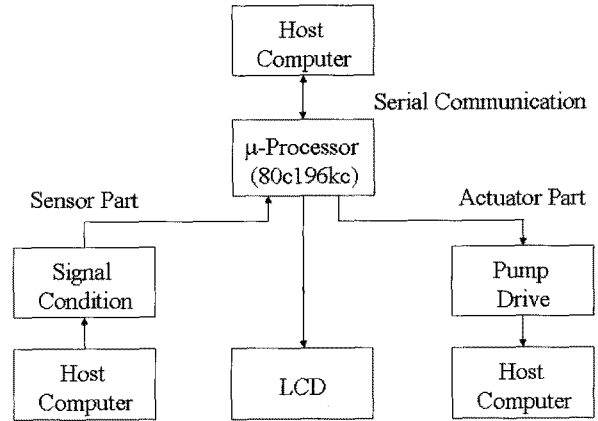 Host
Computer
Serial Communication
μ-Processor
(80c196kc)
Sensor Part
Actuator Part
Signal
Condition
Pump
Drive
Host
Computer
LCD
Host
Computer